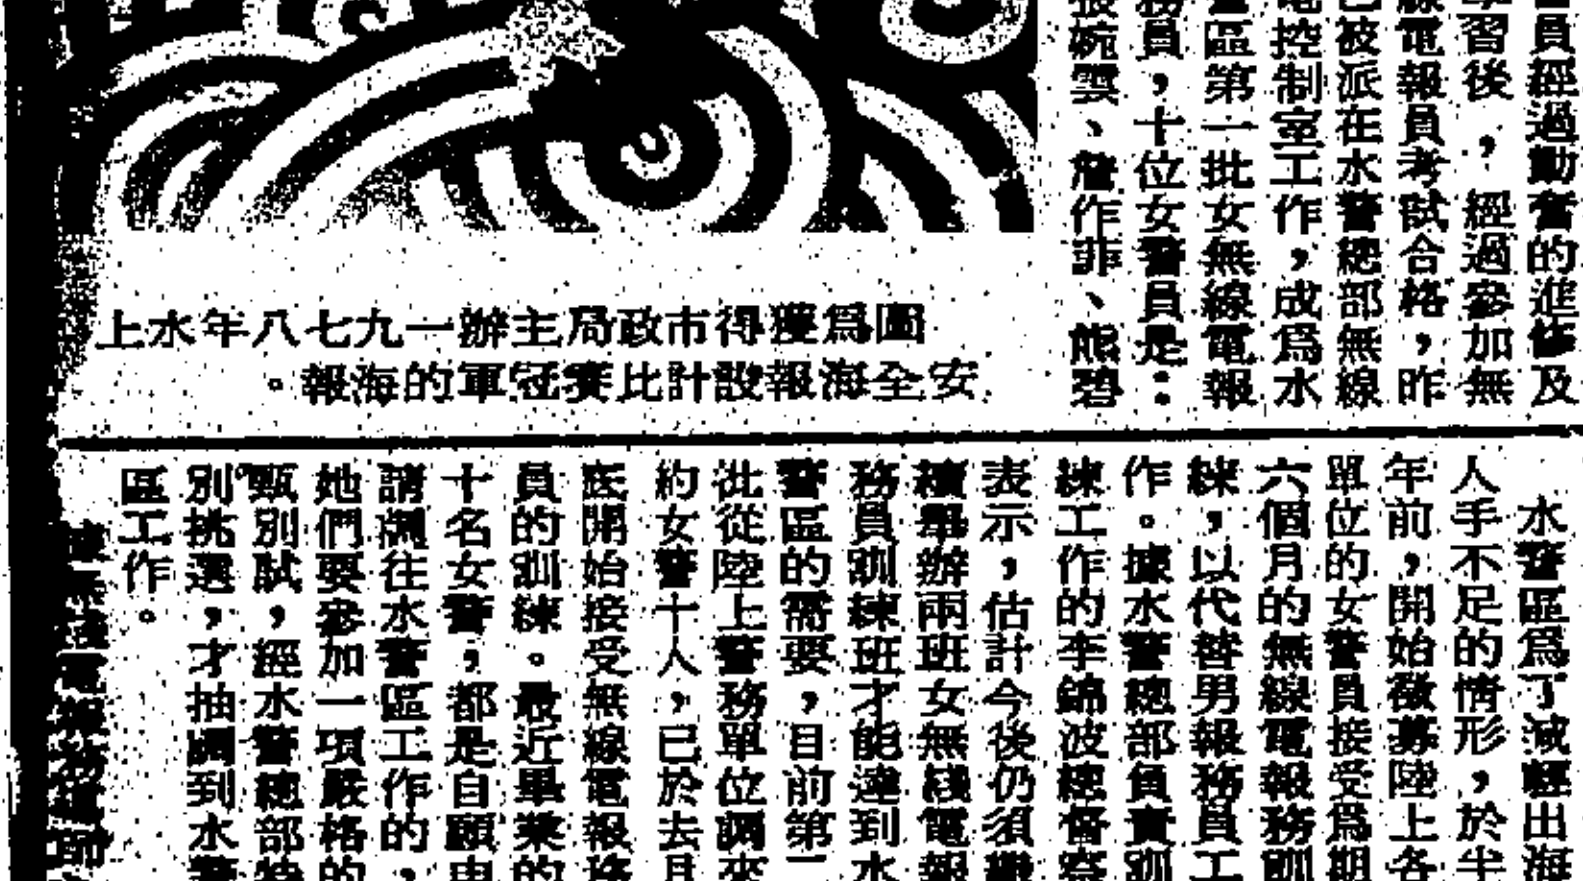 員經過勤奮的進修及
學習後，經過參加無
線電報員考試合格，昨
已被派在水警總部無線
電控制室工作，成爲水
警區第一批女無線電報
務員，十位女警員是：
婉雲、詹作菲、熊碧
圖爲獲得市政局主辦一九七八年水上
安全海報設計比賽冠軍的海報。
水警區爲了減輕出海
人手不足的情形，於半
年前，開始徵募陸上各
單位的女警員接受爲期
六個月的無線電報務訓
練，以代替男報務員工
作。據水警總部負責訓
練工作的李錦波總督察
表示，估計今後仍須繼
續舉辦兩班女無綫電報
務員訓練班才能達到水
警區的需要，目前第二
批從陸上警務單位調來
約女警十人，已於去月
底開始接受無線電報務
員的訓練。最近畢業的
十名女警，都是自願申
請調往水警區工作的，
她們要參加一項嚴格的
甄別試，經水警總部特
別挑選，才抽調到水警
區工作。